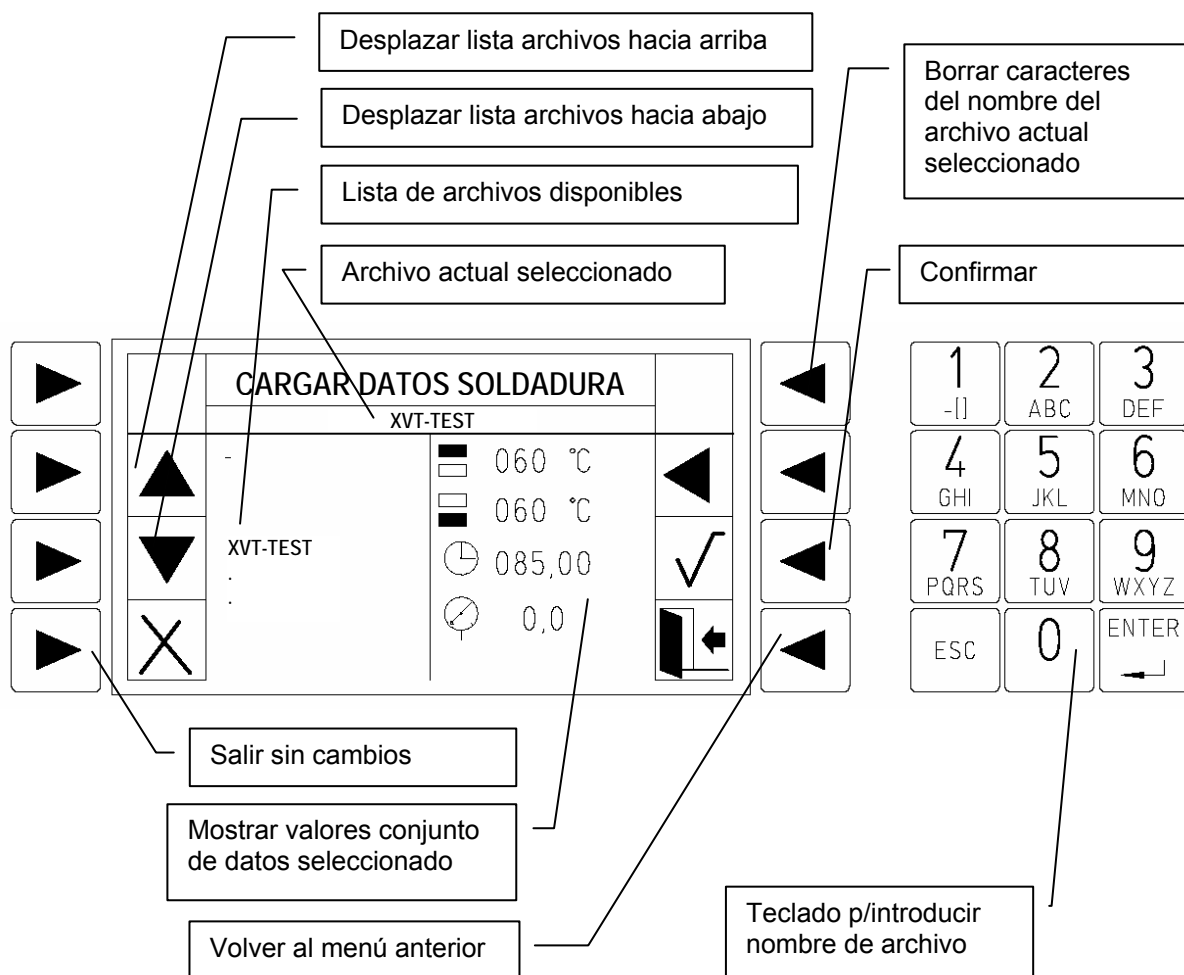 Desplazar lista archivos hacia arriba
Desplazar lista archivos hacia abajo
Lista de archivos disponibles
Archivo actual seleccionado
Borrar caracteres
del nombre del
archivo actual
seleccionado
Confirmar
CARGAR DATOS SOLDADURA
XVT-TEST
-
XVT-TEST
.
.
060 °C
060 °C
085,00
0,0
1
-[]
2
ABC
3
DEF
4
GHI
5
JKL
6
MNO
7
PQRS
8
TUV
9
WXYZ
ESC
0
ENTER
Salir sin cambios
Mostrar valores conjunto
de datos seleccionado
Volver al menú anterior
Teclado p/introducir
nombre de archivo